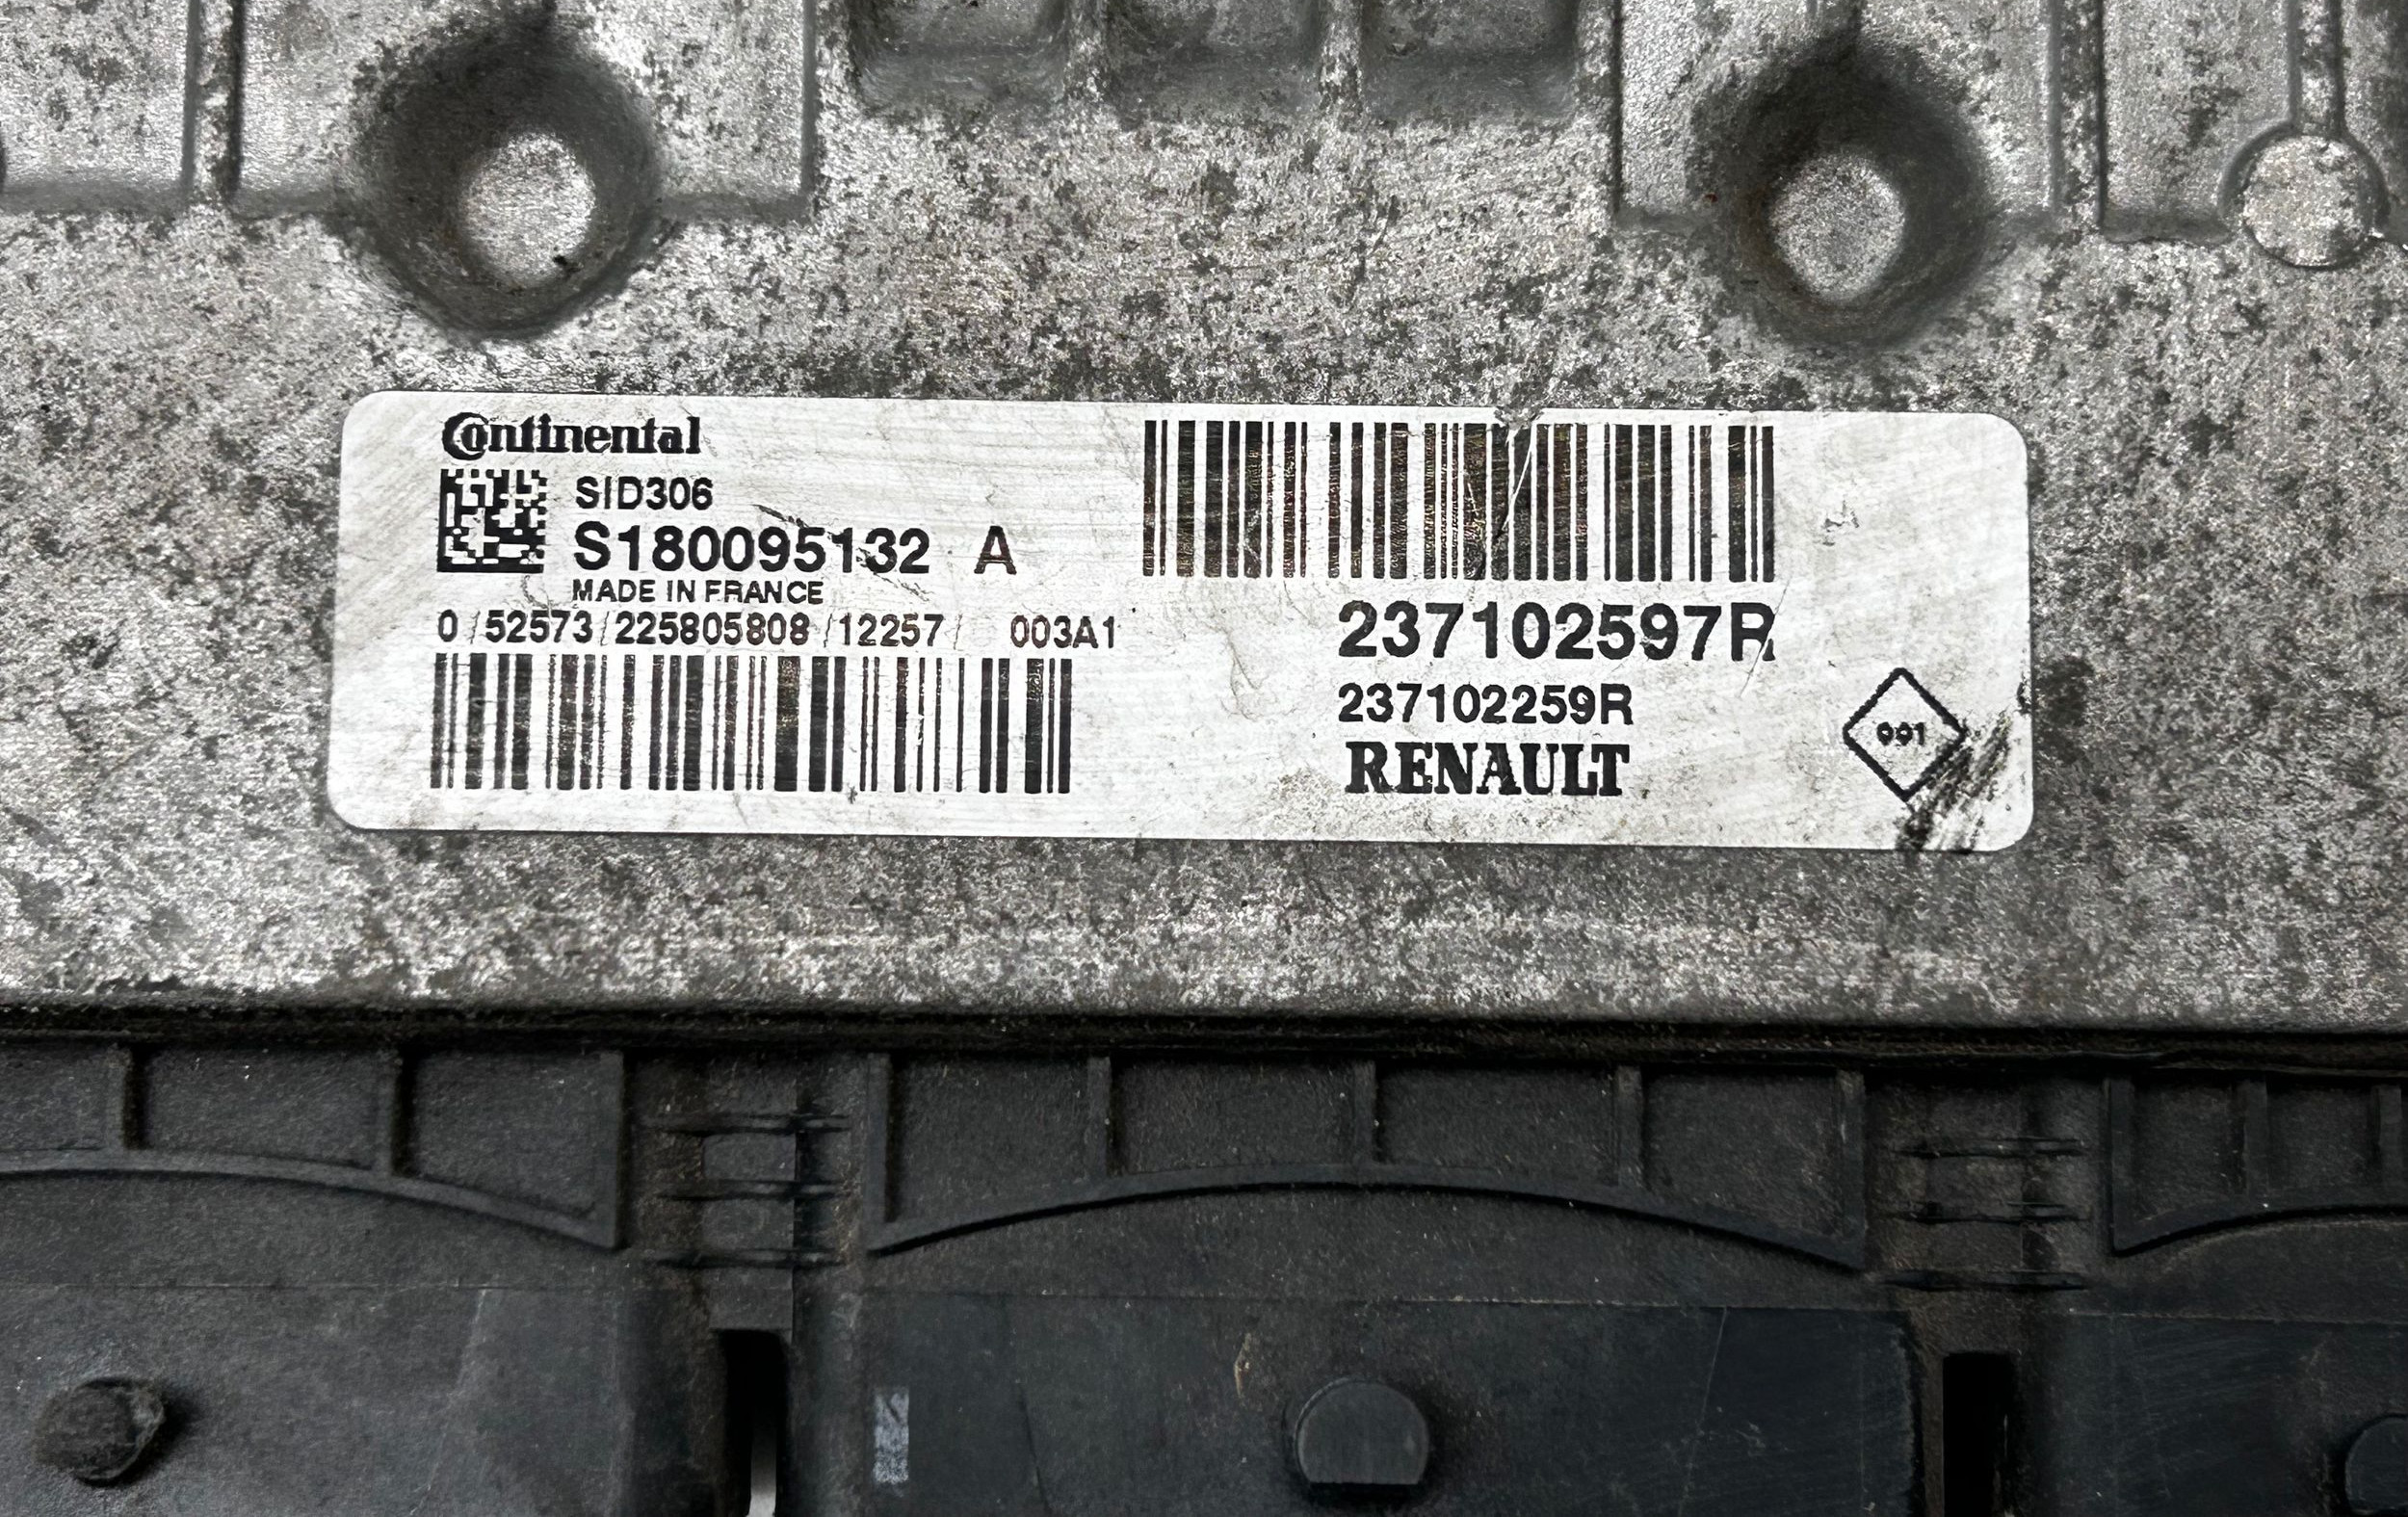 Continental
SID306
S180095132 A
MADE IN FRANCE
0/52573/225805808/12257/ 003A1
237102597R
237102259R
RENAULT
991